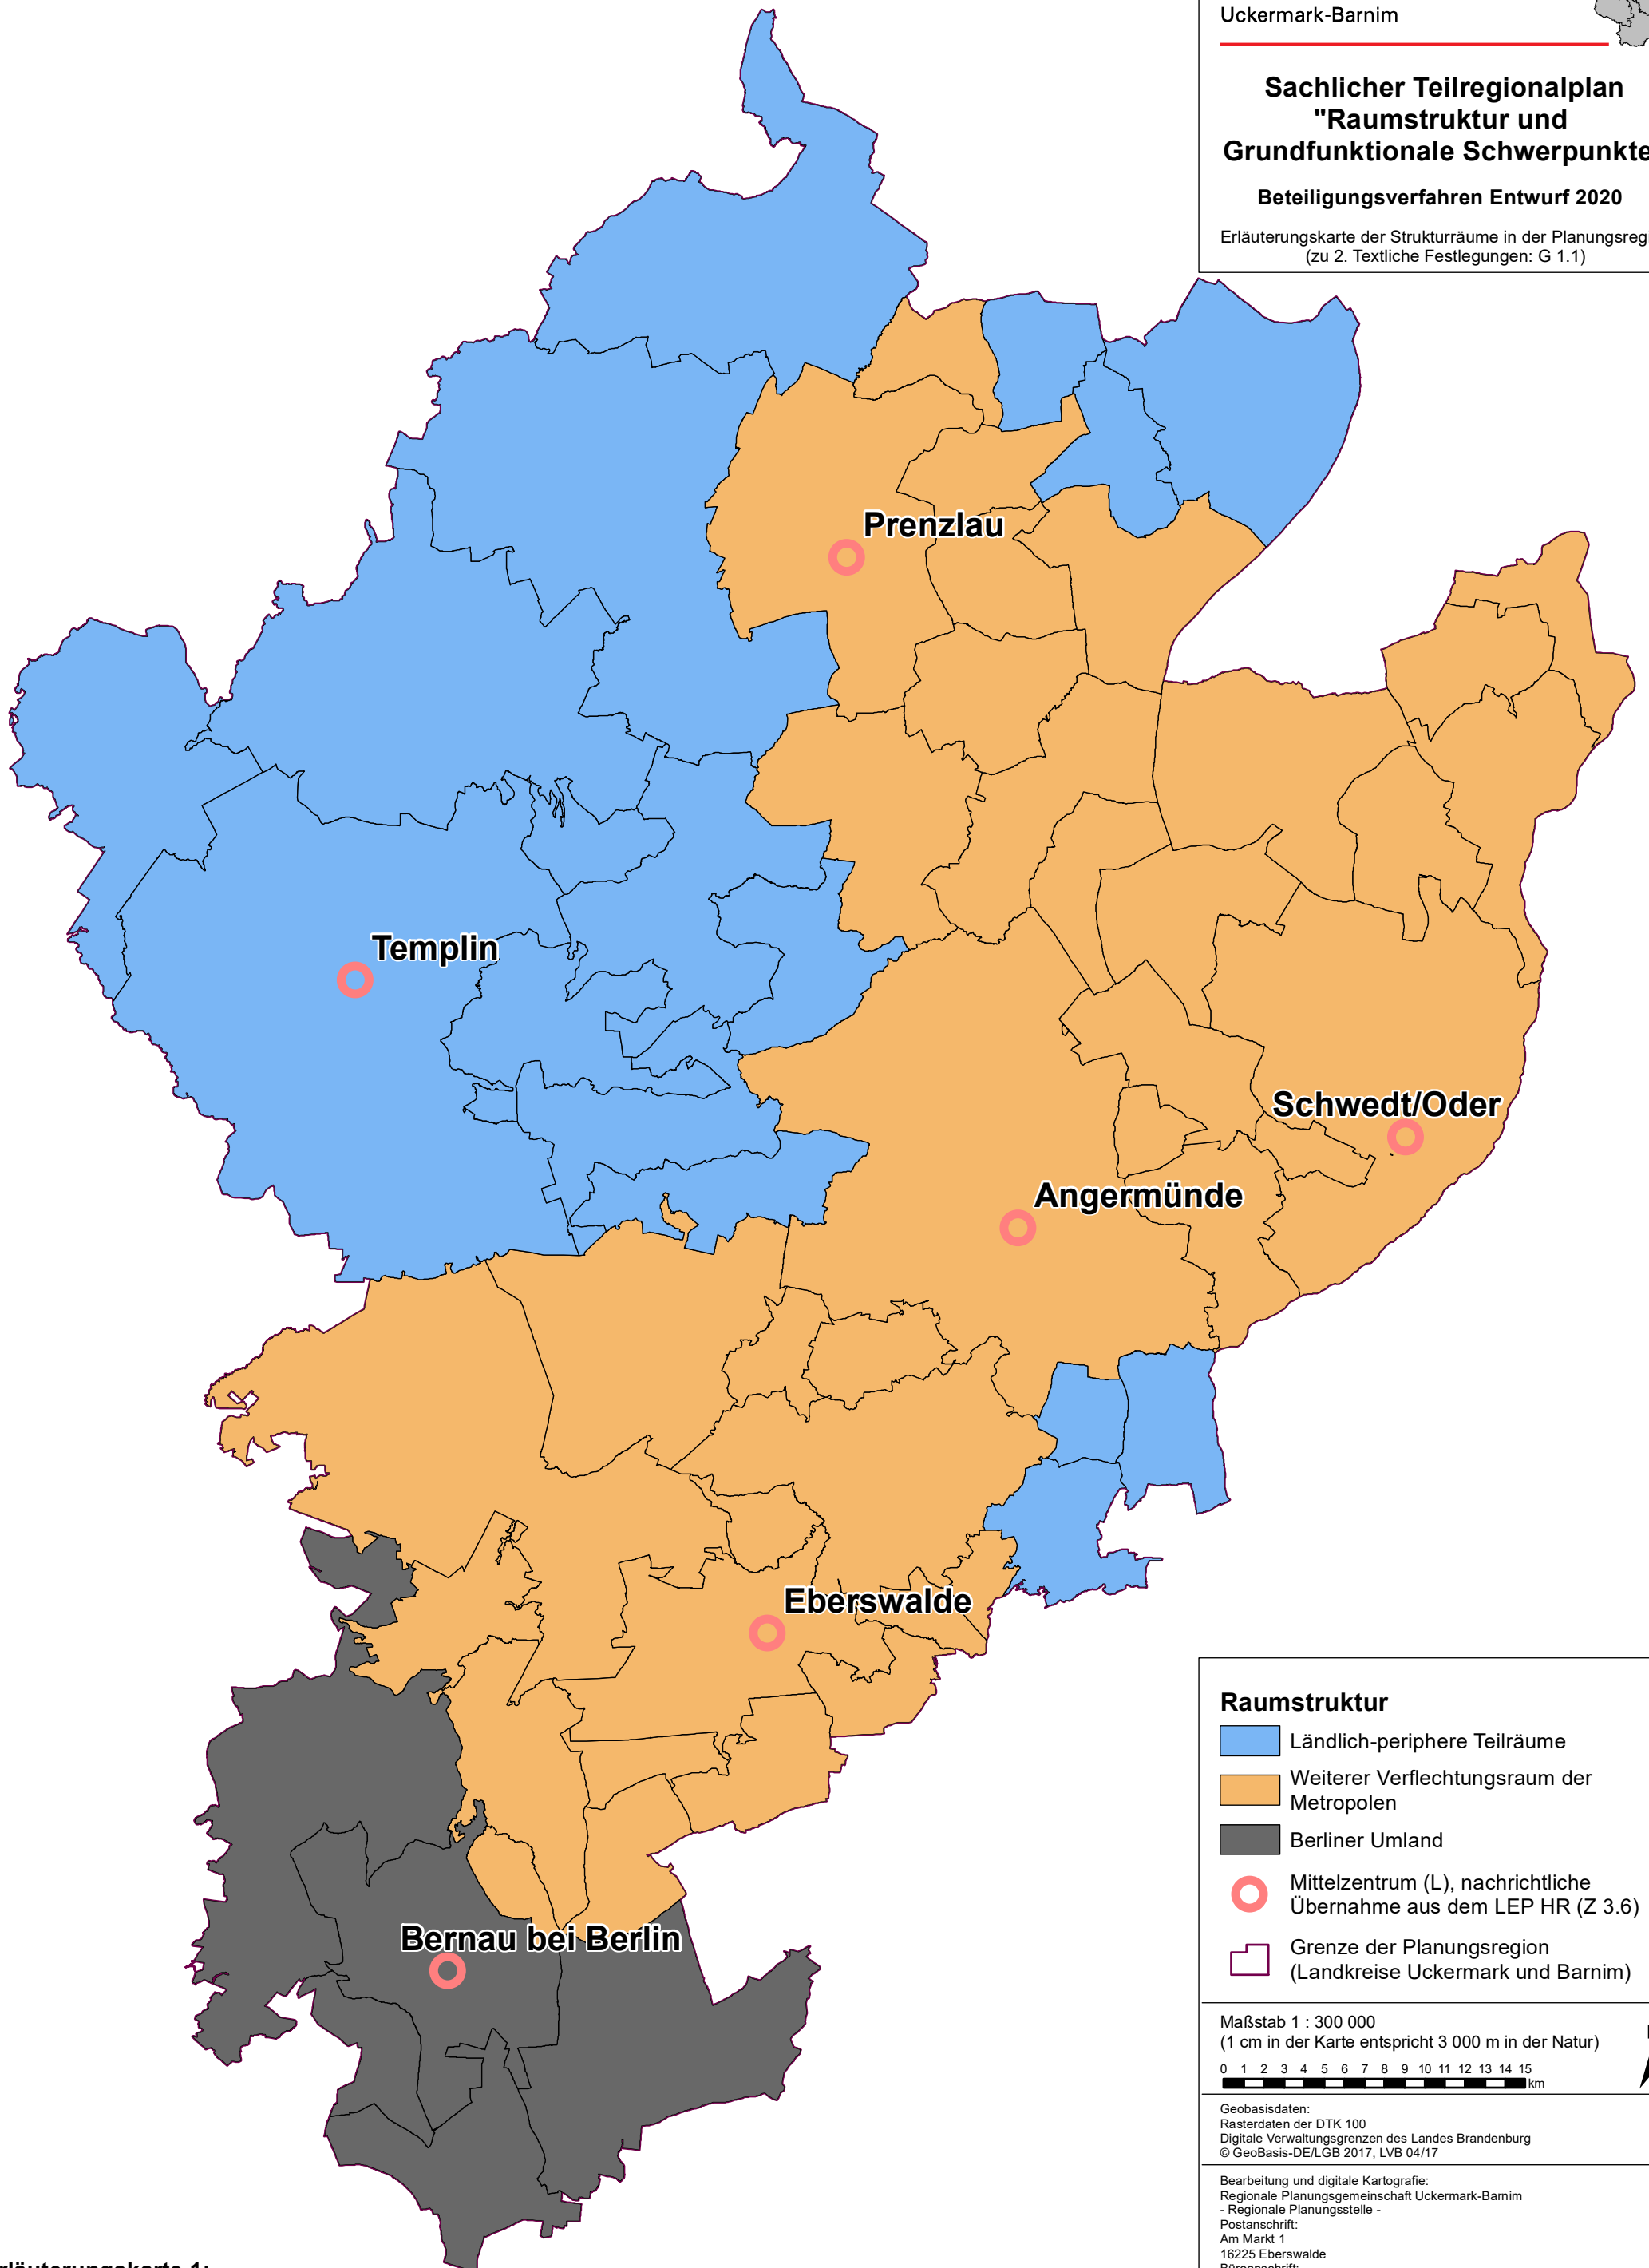 Uckermark-Barnim
Sachlicher Teilregionalplan
"Raumstruktur und
Grundfunktionale Schwerpunkte
Beteiligungsverfahren Entwurf 2020
Erläuterungskarte der Strukturräume in der
(zu 2. Textliche Festlegungen: G 1.1)
Prenzlau
Templin
Schwedt/Oder
Angermünde
Eberswalde
Bernau bei Berlin
Raumstruktur
Ländlich-periphere Teilräume
Weiterer Verflechtungsraum der
Metropolen
Berliner Umland
Mittelzentrum (L), nachrichtliche
Übernahme aus dem LEP HR (Z 3.6)
Grenze der Planungsregion
(Landkreise Uckermark und Barnim)
Maßstab 1 : 300 000
(1 cm in der Karte entspricht 3 000 m in der Natur)
0 1 2 3 4 5 6 7 8 9 10 11 12 13 14 15
km
Geobasisdaten:
Rasterdaten der DTK 100
Digitale Verwaltungsgrenzen des Landes Brandenburg
© GeoBasis-DE/LGB 2017, LVB 04/17
Bearbeitung und digitale Kartografie:
Regionale Planungsgemeinschaft Uckermark-Barnim
- Regionale Planungsstelle -
Postanschrift:
Am Markt 1
16225 Eberswalde